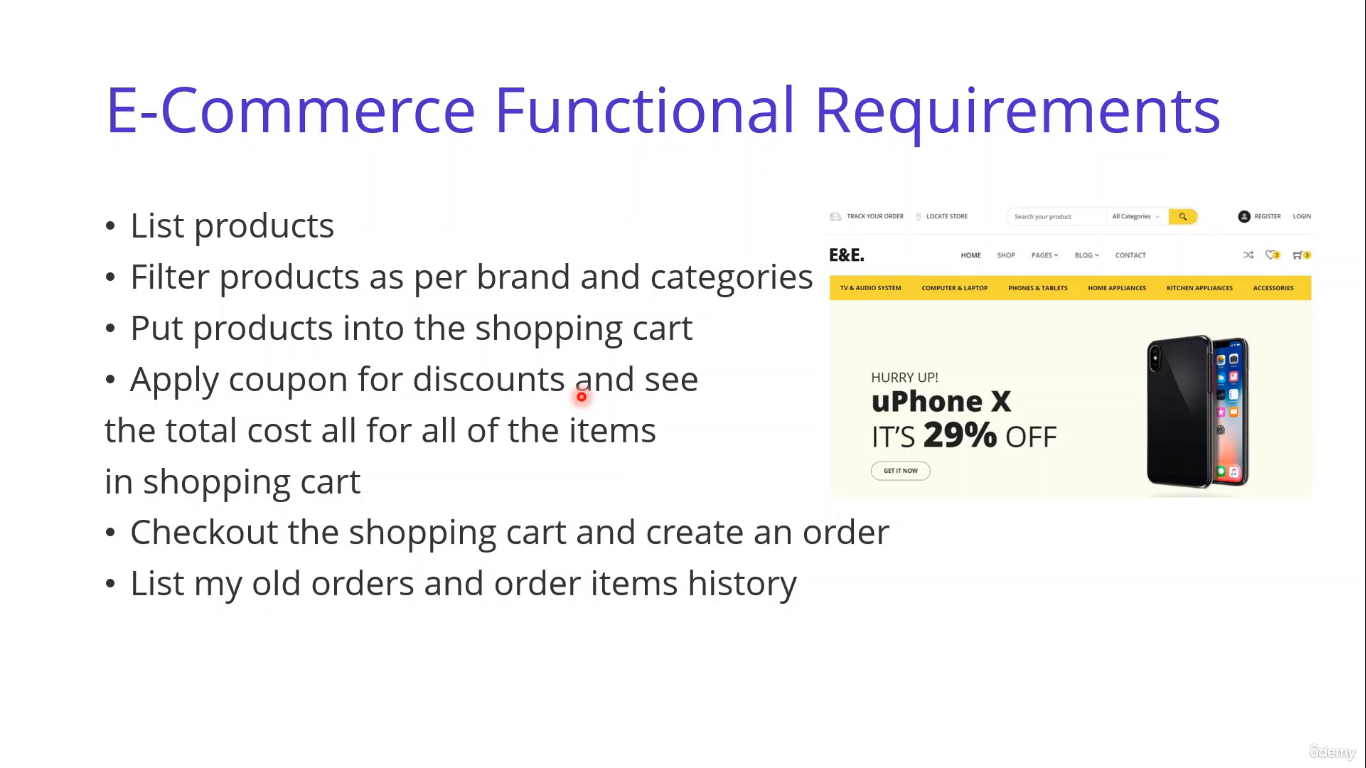 E-Commerce Functional Requirements
• List products
• Filter products as per brand and categories
• Put products into the shopping cart
• Apply coupon for discounts and see
the total cost all for all of the items
in shopping cart
• Checkout the shopping cart and create an order
• List my old orders and order items history
TRACK YOUR ORDER LOCATE STORE Search your product All Categories REGISTER LOGIN
E&E. HOME SHOP PAGES BLOG CONTACT 3 3
TV & AUDIO SYSTEM COMPUTER & LAPTOP PHONES & TABLETS HOME APPLIANCES KITCHEN APPLIANCES ACCESSORIES
HURRY UP!
uPhone X
IT'S 29% OFF
GET IT NOW
ûdemy